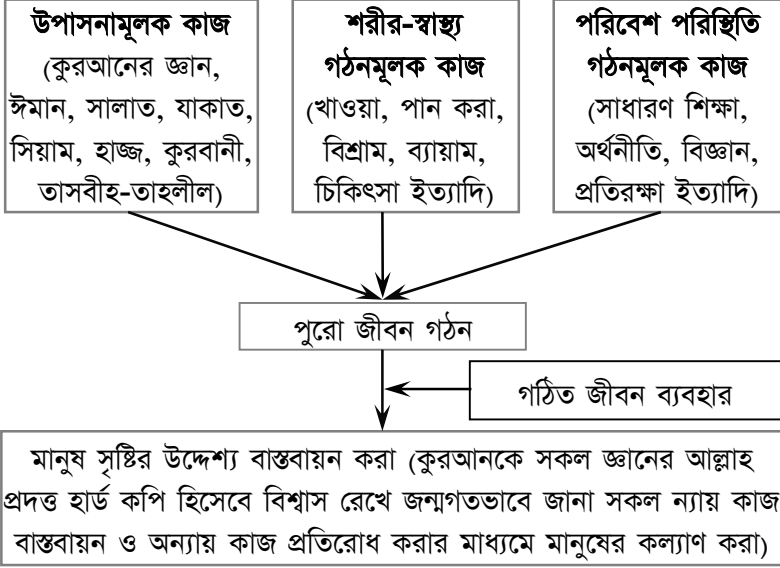 উপাসনামূলক কাজ
(কুরআনের জ্ঞান,
ঈমান, সালাত, যাকাত,
সিয়াম, হাজ্জ, কুরবানী,
তাসবীহ-তাহলীল)
শরীর-স্বাস্থ্য
গঠনমূলক কাজ
(খাওয়া, পান করা,
বিশ্রাম, ব্যায়াম,
চিকিৎসা ইত্যাদি)
পরিবেশ পরিস্থিতি
গঠনমূলক কাজ
(সাধারণ শিক্ষা,
অর্থনীতি, বিজ্ঞান,
প্রতিরক্ষা ইত্যাদি)
পুরো জীবন গঠন
গঠিত জীবন ব্যবহার
মানুষ সৃষ্টির উদ্দেশ্য বাস্তবায়ন করা (কুরআনকে সকল জ্ঞানের আল্লাহ
প্রদত্ত হার্ড কপি হিসেবে বিশ্বাস রেখে জন্মগতভাবে জানা সকল ন্যায় কাজ
বাস্তবায়ন ও অন্যায় কাজ প্রতিরোধ করার মাধ্যমে মানুষের কল্যাণ করা)